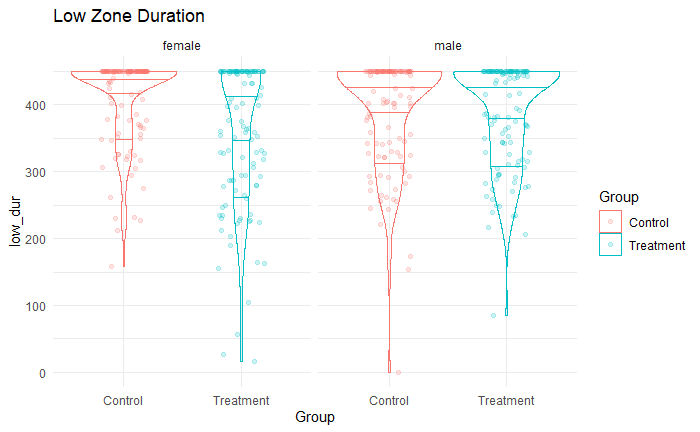 Low Zone Duration
female
male
400
300
200
100
0
low_dur
Control
Treatment
Control
Treatment
Group
Group
Control
Treatment